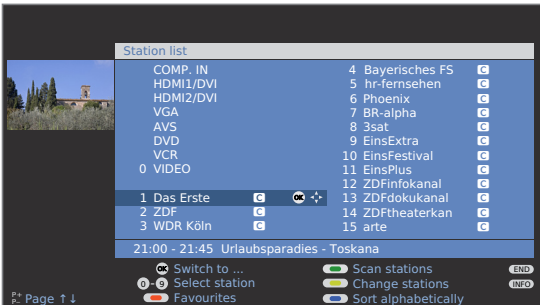 Station list
COMP. IN
HDMI1/DVI
HDMI2/DVI
VGA
AVS
DVD
VCR
0 VIDEO
1 Das Erste C OK
2 ZDF C
3 WDR Köln C
4 Bayerisches FS C
5 hr-fernsehen C
6 Phoenix C
7 BR-alpha C
8 3sat C
9 EinsExtra C
10 EinsFestival C
11 EinsPlus C
12 ZDFinfokanal C
13 ZDFdokukanal C
14 ZDFtheaterkan C
15 arte C
21:00 - 21:45 Urlaubsparadies - Toskana
OK Switch to ...
0-9 Select station
Favourites
Scan stations
Change stations
Sort alphabetically
END
INFO
P+ P- Page ↑↓